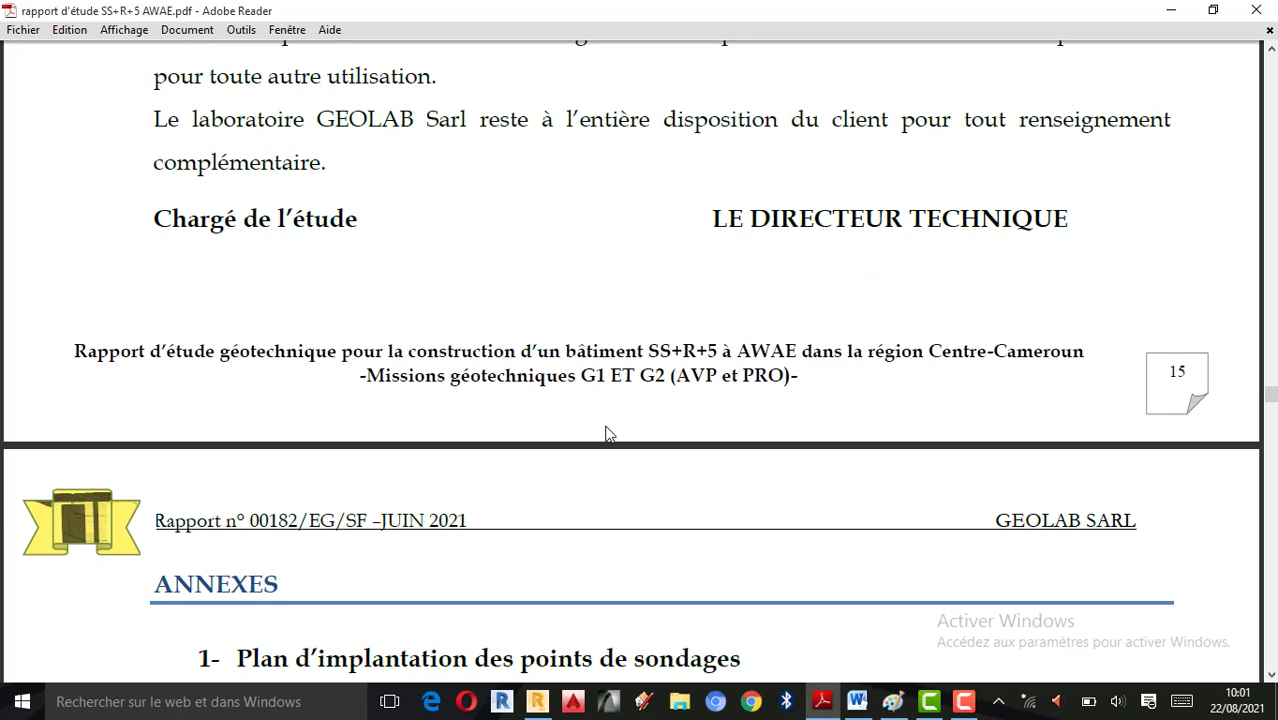 rapport d'étude SS+R+5 AWAE.pdf - Adobe Reader
Fichier Edition Affichage Document Outils Fenêtre Aide
pour toute autre utilisation.
Le laboratoire GEOLAB Sarl reste à l’entière disposition du client pour tout renseignement
complémentaire.
Chargé de l’étude LE DIRECTEUR TECHNIQUE
Rapport d’étude géotechnique pour la construction d’un bâtiment SS+R+5 à AWAE dans la région Centre-Cameroun
-Missions géotechniques G1 ET G2 (AVP et PRO)-
15
Rapport n° 00182/EG/SF –JUIN 2021 GEOLAB SARL
ANNEXES
Activer Windows
Accédez aux paramètres pour activer Windows.
1- Plan d’implantation des points de sondages
Rechercher sur le web et dans Windows
10:01
22/08/2021